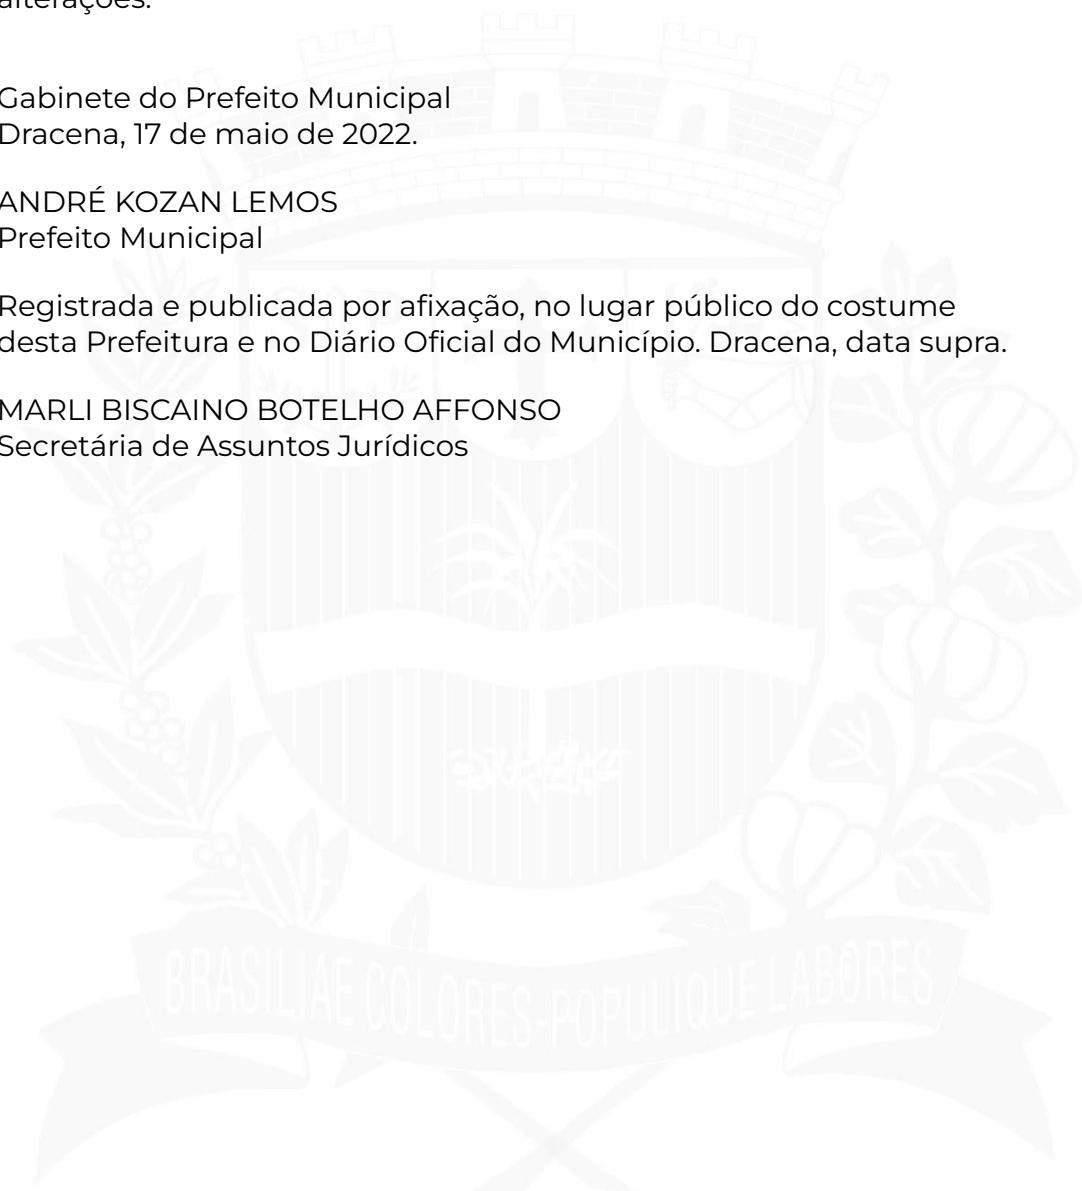 alterações.
Gabinete do Prefeito Municipal
Dracena, 17 de maio de 2022.
ANDRÉ KOZAN LEMOS
Prefeito Municipal
Registrada e publicada por afixação, no lugar público do costume
desta Prefeitura e no Diário Oficial do Município. Dracena, data supra.
MARLI BISCAINO BOTELHO AFFONSO
Secretária de Assuntos Jurídicos
BRASILIAE COLORES-POPULIQUE LABORES